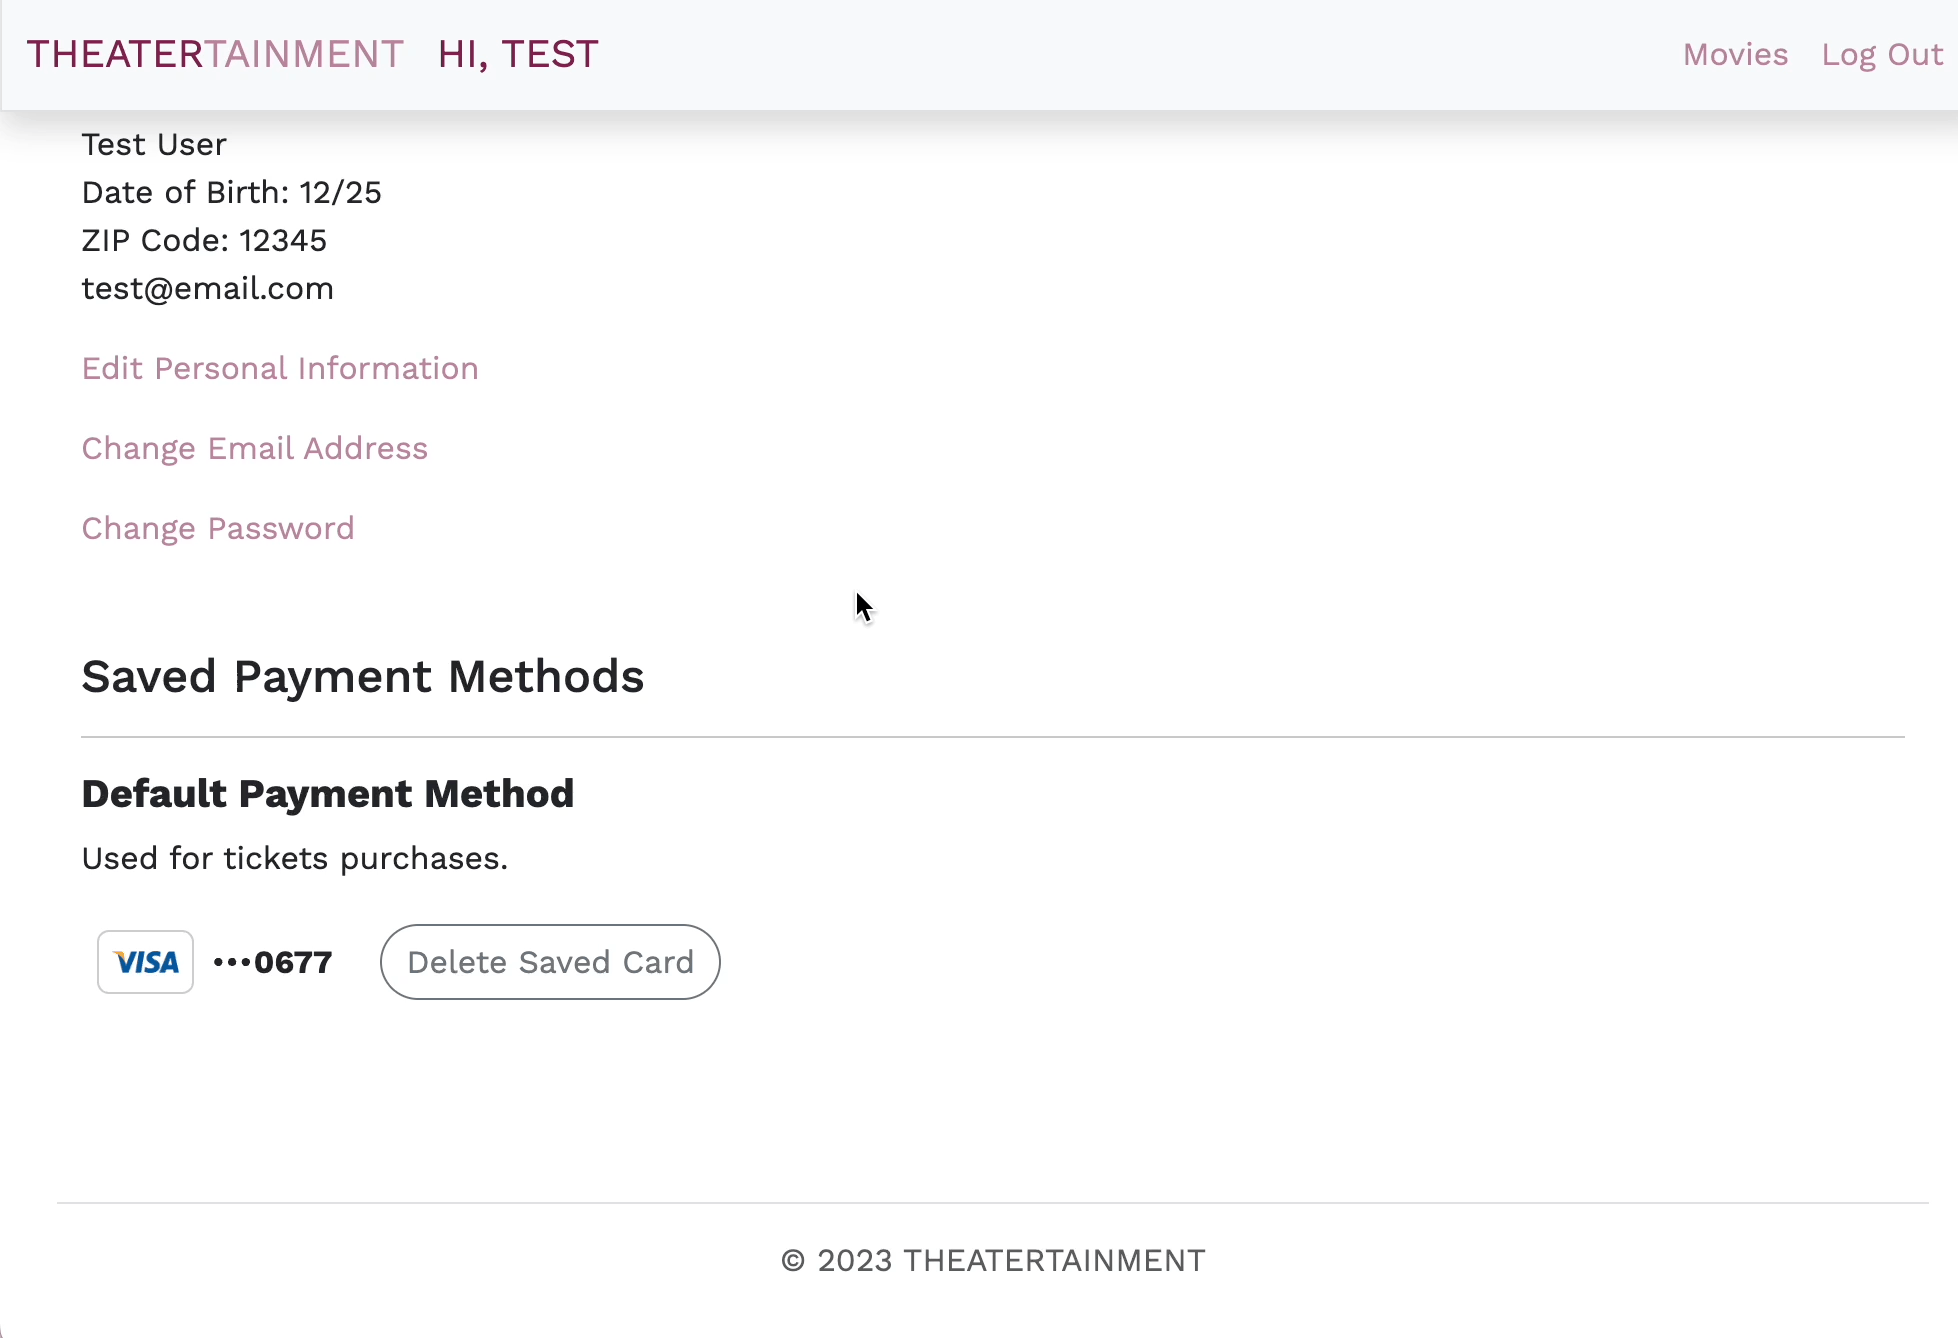 THEATERTAINMENT HI, TEST Movies Log Out
Test User
Date of Birth: 12/25
ZIP Code: 12345
test@email.com
Edit Personal Information
Change Email Address
Change Password
Saved Payment Methods
Default Payment Method
Used for tickets purchases.
VISA •••0677 Delete Saved Card
© 2023 THEATERTAINMENT